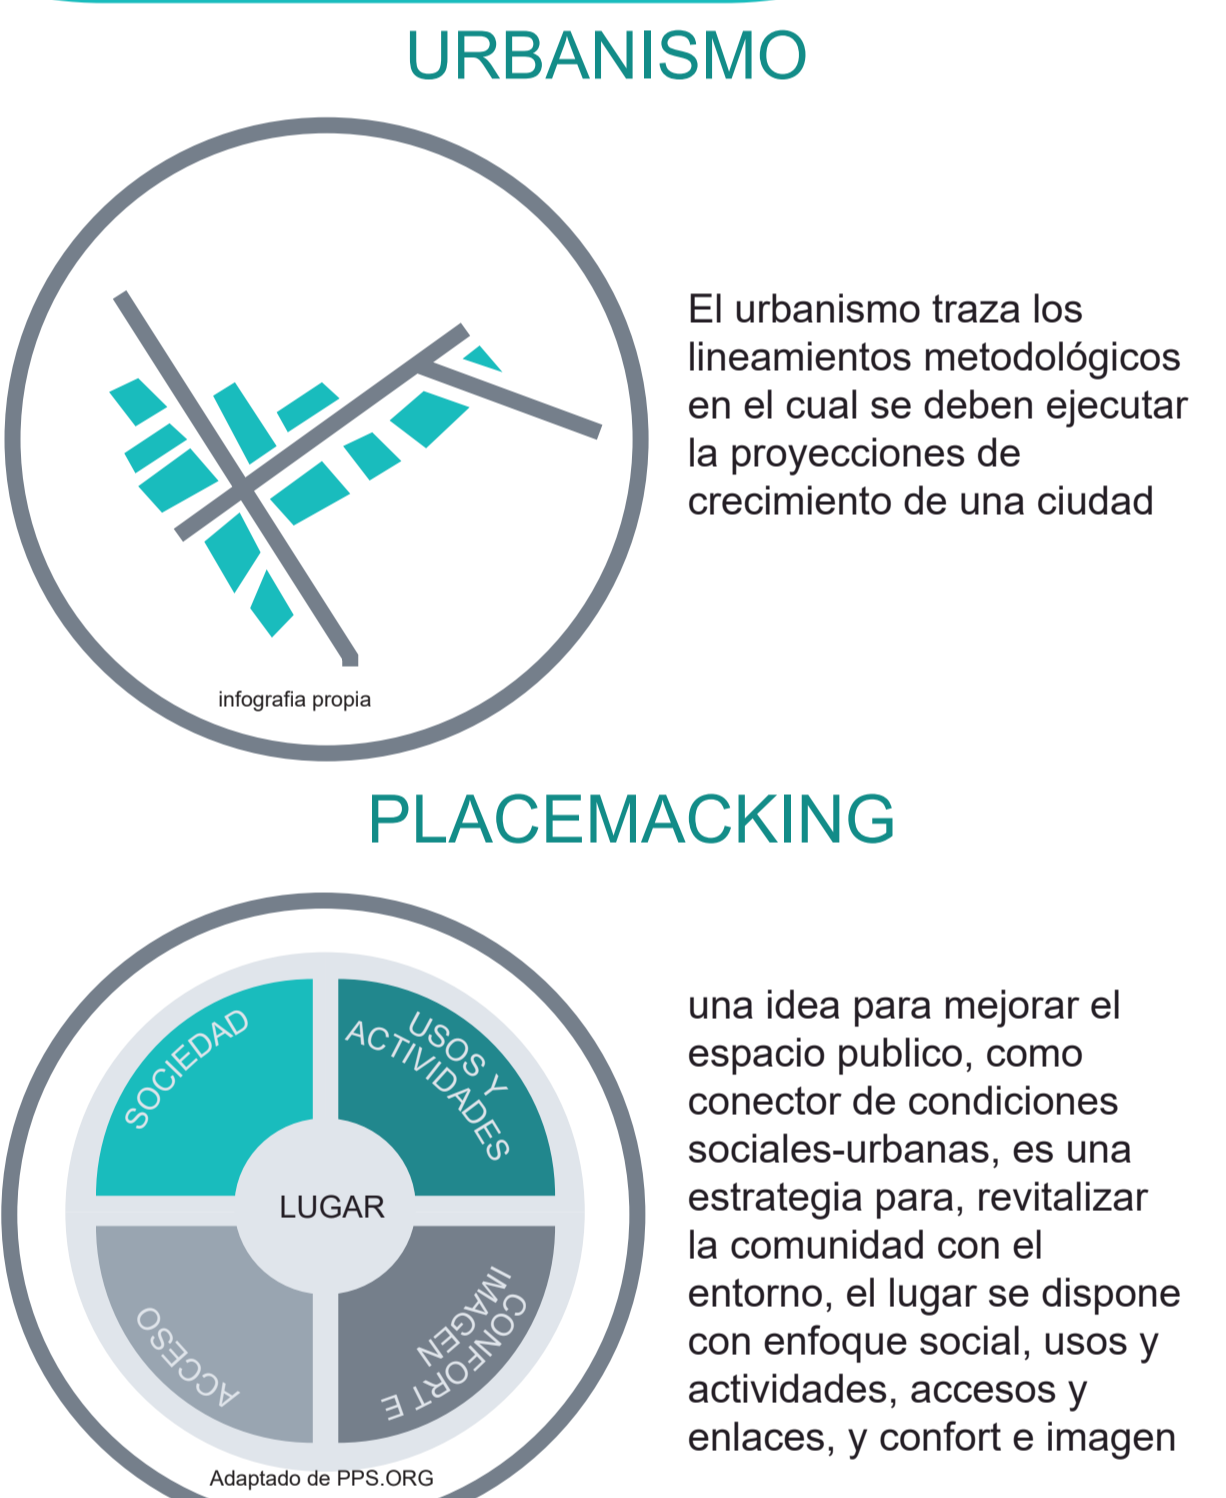 URBANISMO
El urbanismo traza los
lineamientos metodológicos
en el cual se deben ejecutar
la proyecciones de
crecimiento de una ciudad
infografia propia
PLACEMACKING
SOCIEDAD
USOS Y
ACTIVIDADES
LUGAR
ACCESO
CONFORT E
IMAGEN
Adaptado de PPS.ORG
una idea para mejorar el
espacio publico, como
conector de condiciones
sociales-urbanas, es una
estrategia para, revitalizar
la comunidad con el
entorno, el lugar se dispone
con enfoque social, usos y
actividades, accesos y
enlaces, y confort e imagen